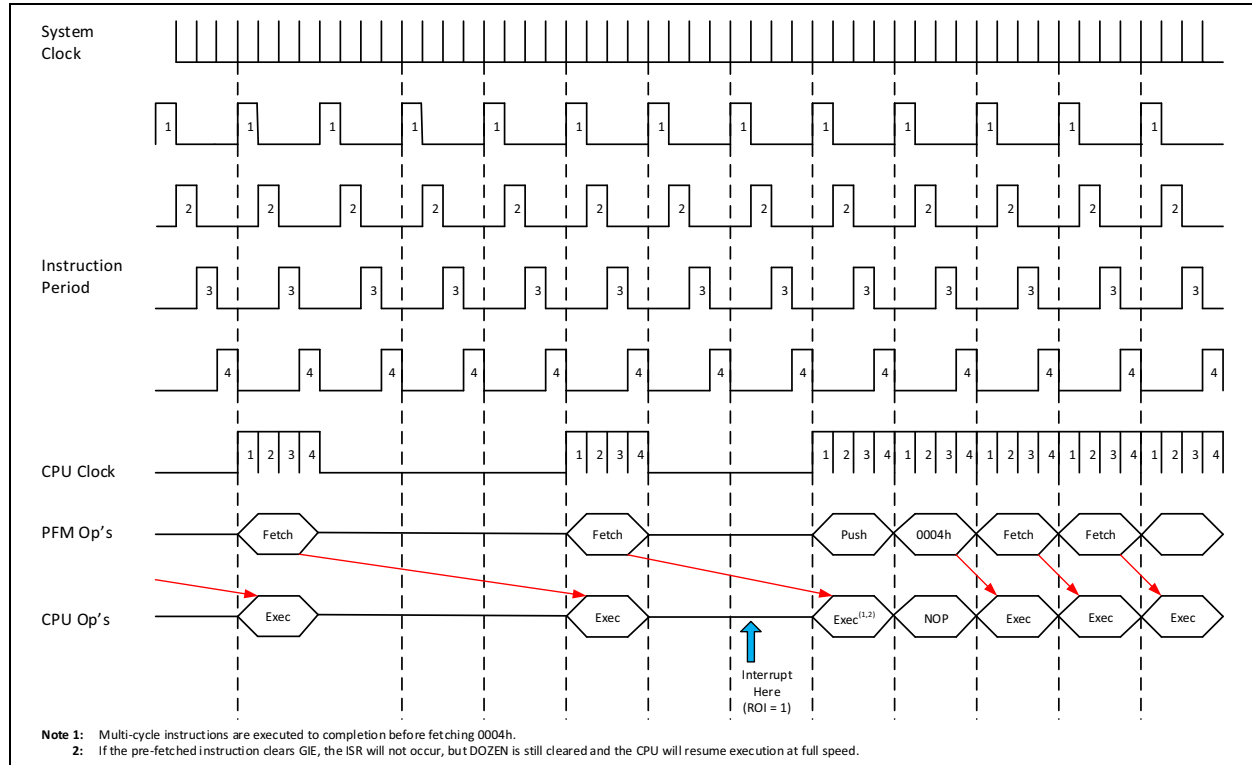 System
Clock
1 1 1 1 1 1 1 1 1 1 1 1 1
2 2 2 2 2 2 2 2 2 2 2 2 2
Instruction
Period
3 3 3 3 3 3 3 3 3 3 3 3 3
4 4 4 4 4 4 4 4 4 4 4 4 4
CPU Clock
1 2 3 4 1 2 3 4 1 2 3 4 1 2 3 4 1 2 3 4 1 2 3 4 1 2 3 4
PFM Op's
Fetch Fetch Push 0004h Fetch Fetch
CPU Op's
Exec Exec Exec(1,2) NOP Exec Exec Exec
Interrupt
Here
(ROI = 1)
Note 1: Multi-cycle instructions are executed to completion before fetching 0004h.
2: If the pre-fetched instruction clears GIE, the ISR will not occur, but DOZEN is still cleared and the CPU will resume execution at full speed.